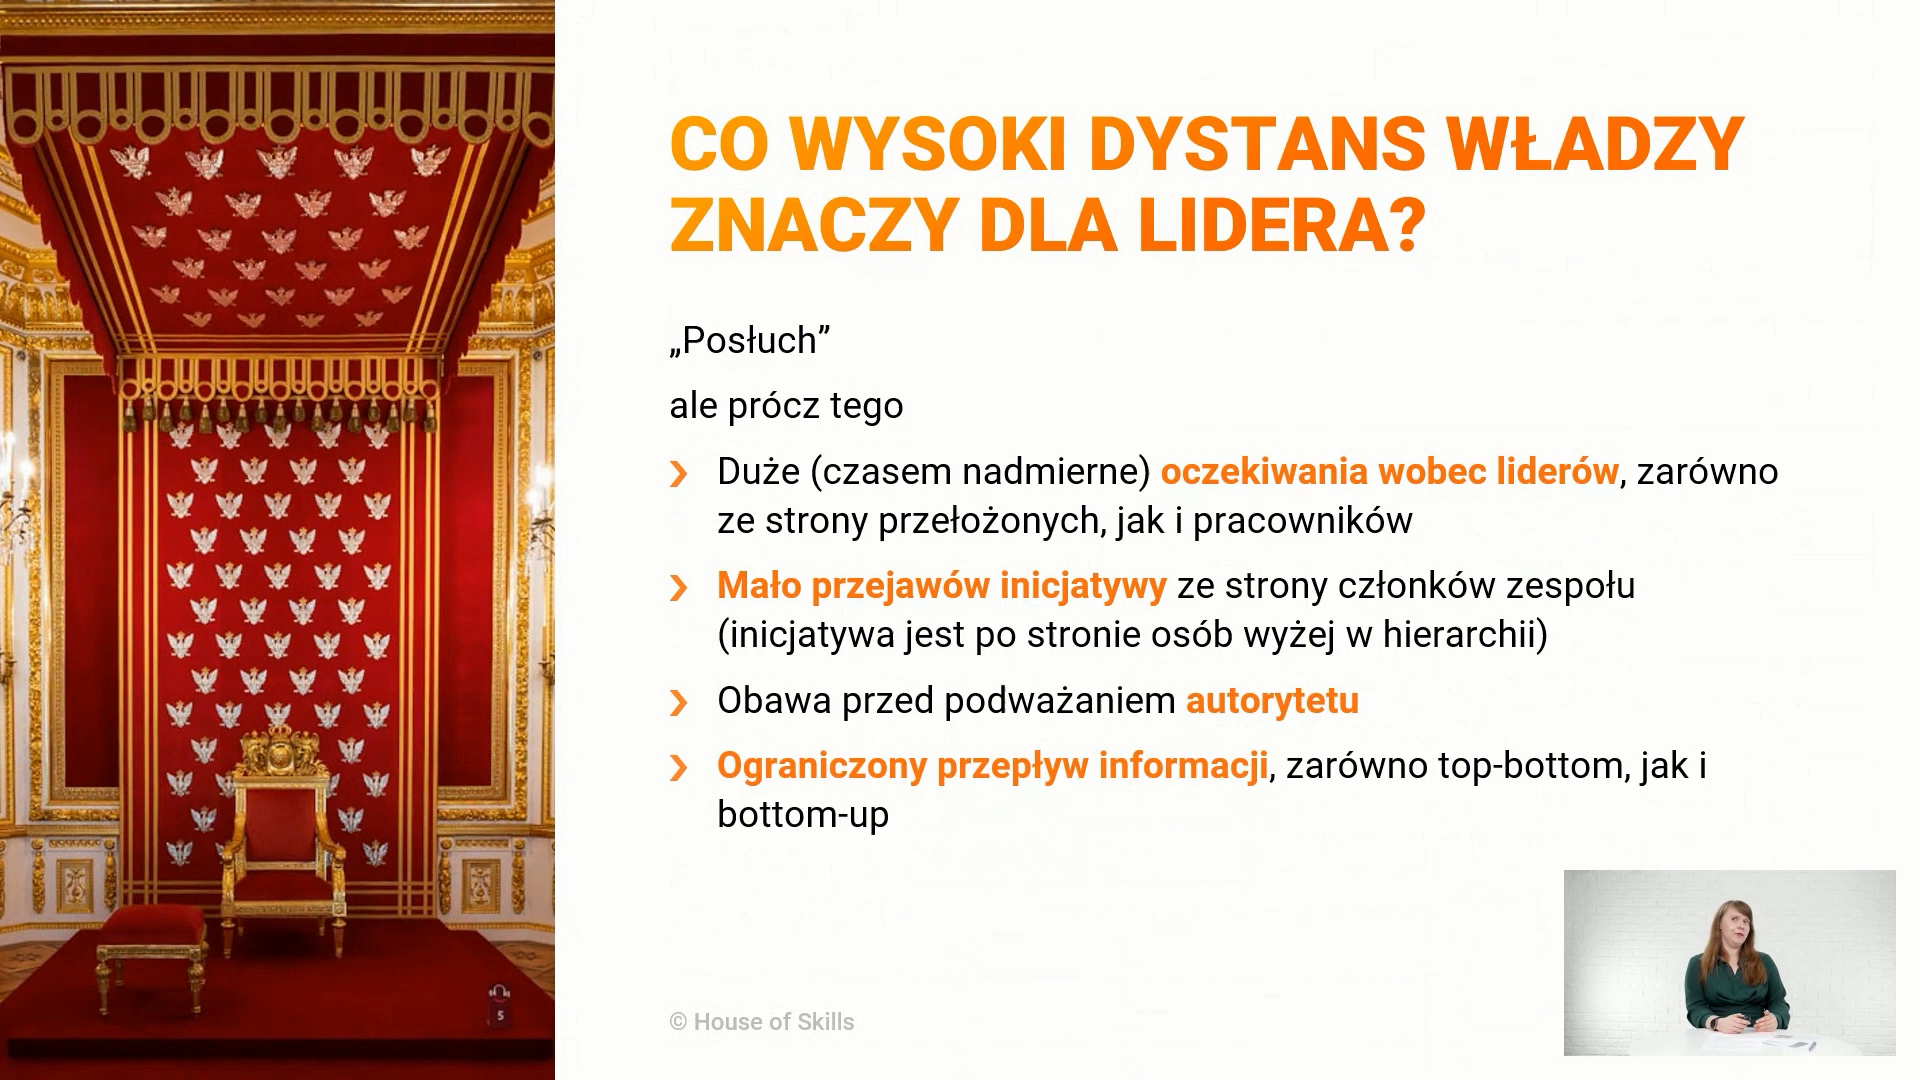 CO WYSOKI DYSTANS WŁADZY
ZNACZY DLA LIDERA?
„Posłuch”
ale prócz tego
Duże (czasem nadmierne) oczekiwania wobec liderów, zarówno
ze strony przełożonych, jak i pracowników
Mało przejawów inicjatywy ze strony członków zespołu
(inicjatywa jest po stronie osób wyżej w hierarchii)
Obawa przed podważaniem autorytetu
Ograniczony przepływ informacji, zarówno top-bottom, jak i
bottom-up
5
© House of Skills